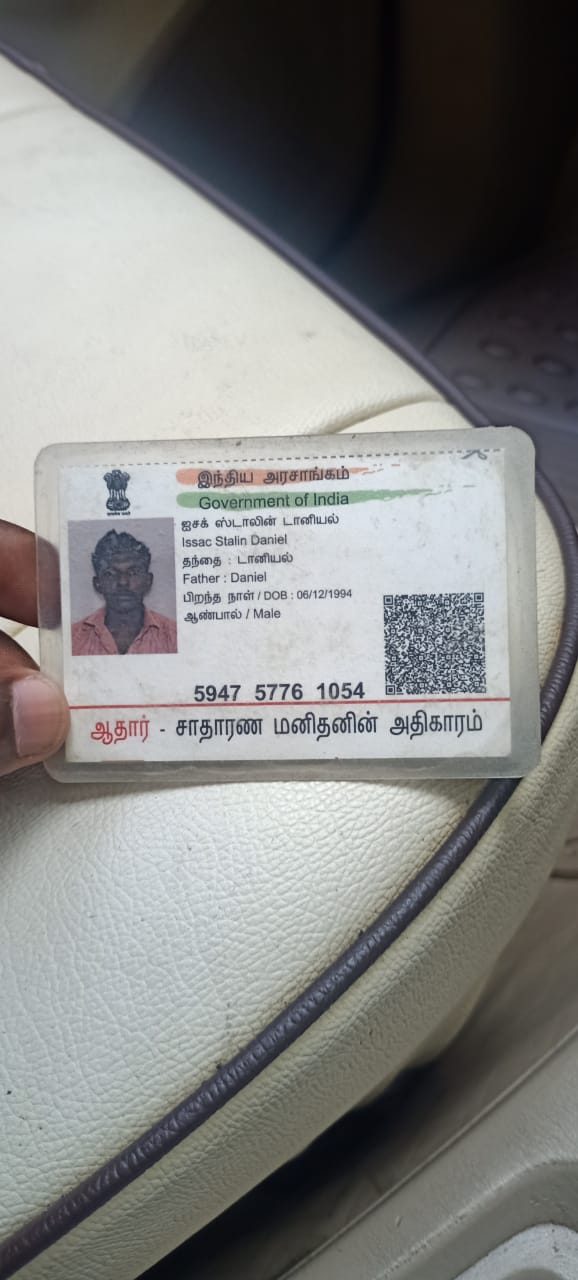 இந்திய அரசாங்கம்
Government of India
ஐசக் ஸ்டாலின் டானியல்
Issac Stalin Daniel
தந்தை : டானியல்
Father : Daniel
பிறந்த நாள் / DOB : 06/12/1994
ஆண்பால் / Male
5947 5776 1054
ஆதார் - சாதாரண மனிதனின் அதிகாரம்